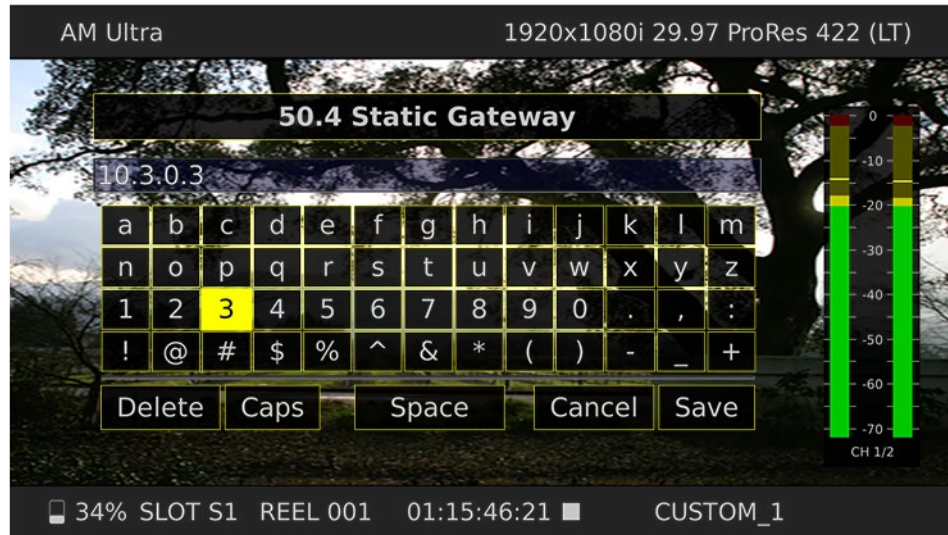 AM Ultra 1920x1080i 29.97 ProRes 422 (LT)
50.4 Static Gateway
10.3.0.3
a b c d e f g h i j k l m
n o p q r s t u v w x y z
1 2 3 4 5 6 7 8 9 0 . , :
! @ # $ % ^ & * ( ) - _ +
Delete Caps Space Cancel Save
0
-10
-20
-30
-40
-50
-60
-70
CH 1/2
34% SLOT S1 REEL 001 01:15:46:21 CUSTOM_1